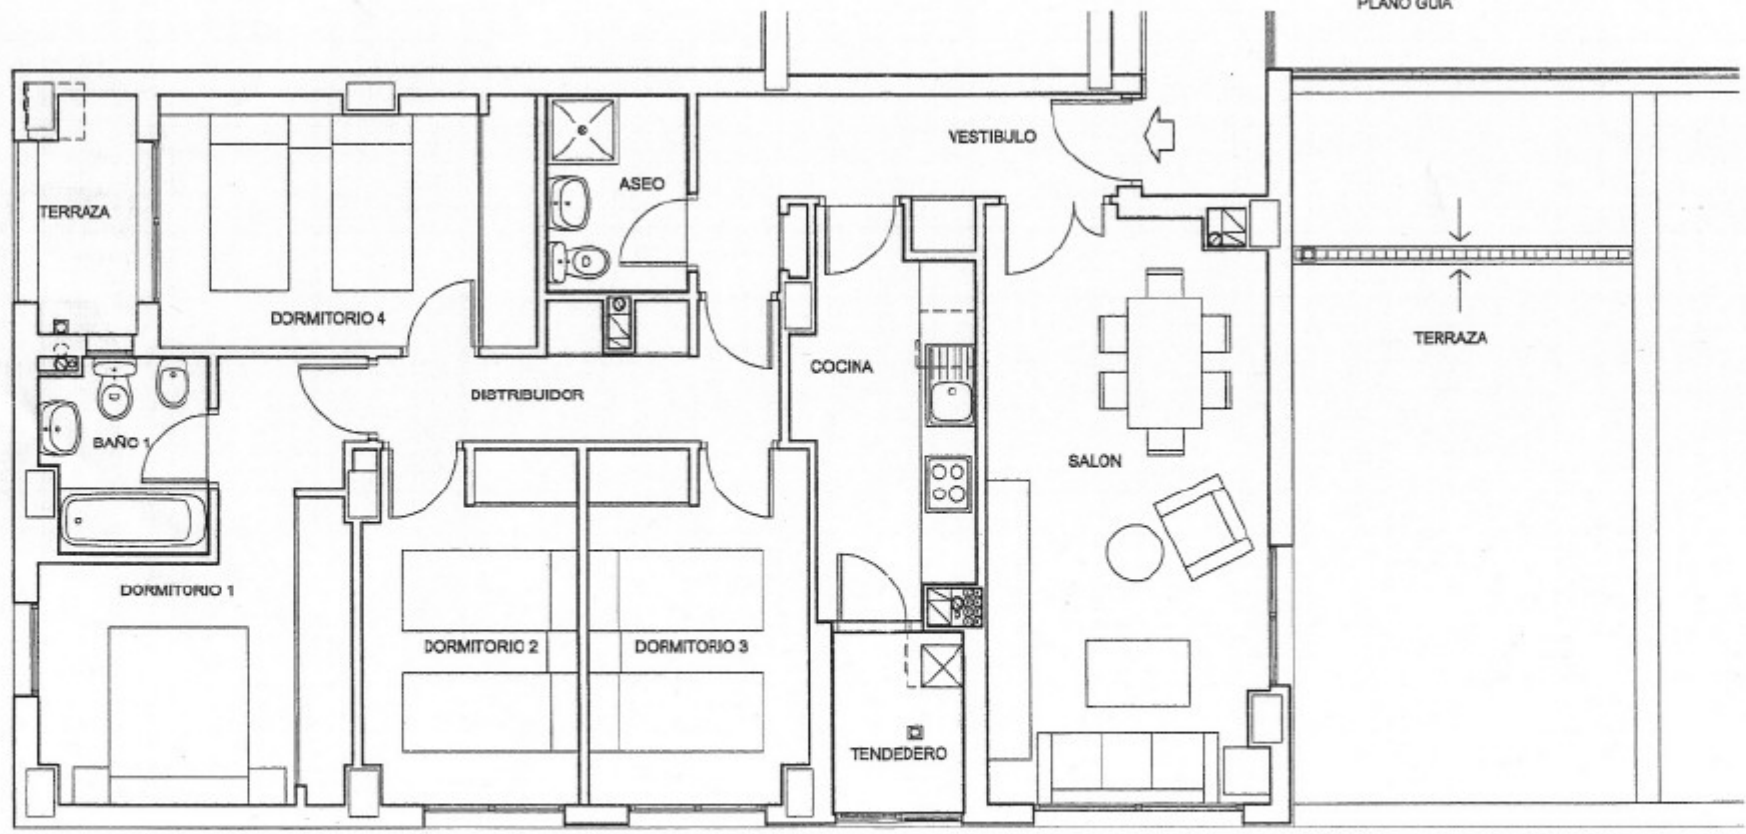 PLANO GUIA
VESTIBULO
ASEO
TERRAZA
DORMITORIO 4
TERRAZA
COCINA
DISTRIBUIDOR
BAÑO 1
SALON
DORMITORIO 1
DORMITORIO 2
DORMITORIO 3
TENDEDERO